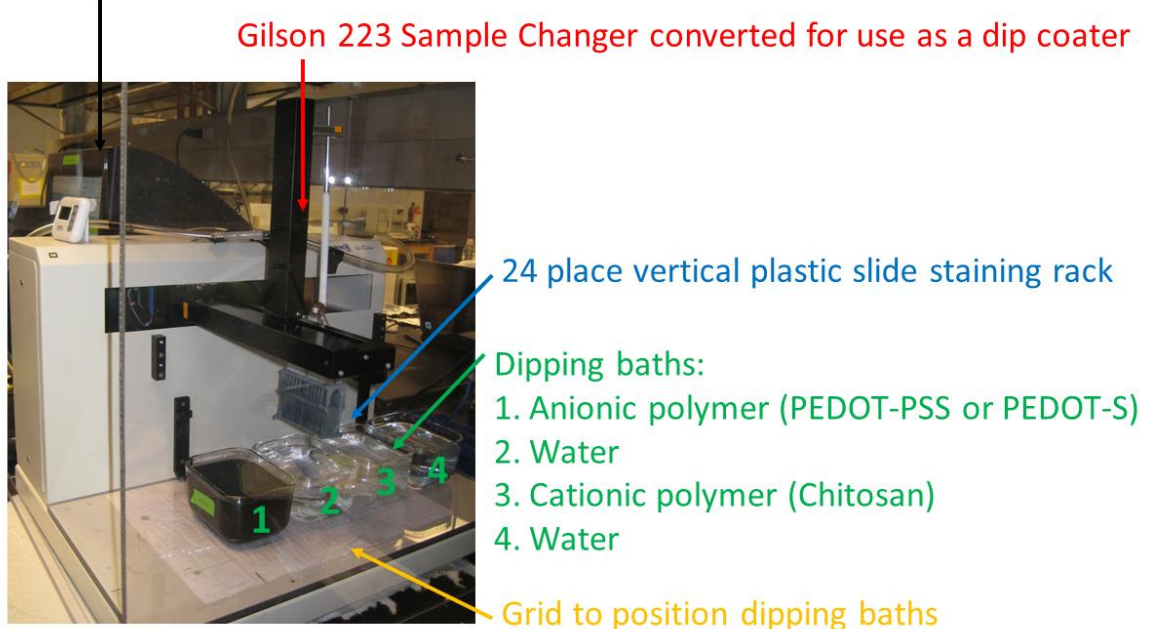 Gilson 223 Sample Changer converted for use as a dip coater
24 place vertical plastic slide staining rack
Dipping baths:
1. Anionic polymer (PEDOT-PSS or PEDOT-S)
2. Water
3. Cationic polymer (Chitosan)
4. Water
1
2
3
4
Grid to position dipping baths